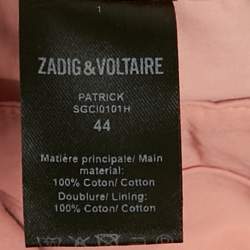 1
ZADIG&VOLTAIRE
PATRICK
SGCI0101H
44
Matière principale/ Main
material:
100% Coton/ Cotton
Doublure/ Lining:
100% Coton/ Cotton